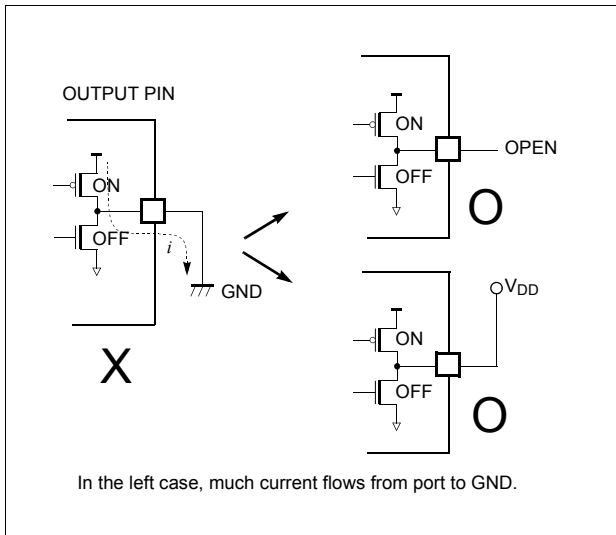 OUTPUT PIN
ON
OFF
i
GND
X
ON
OFF
OPEN
O
ON
OFF
VDD
O
In the left case, much current flows from port to GND.